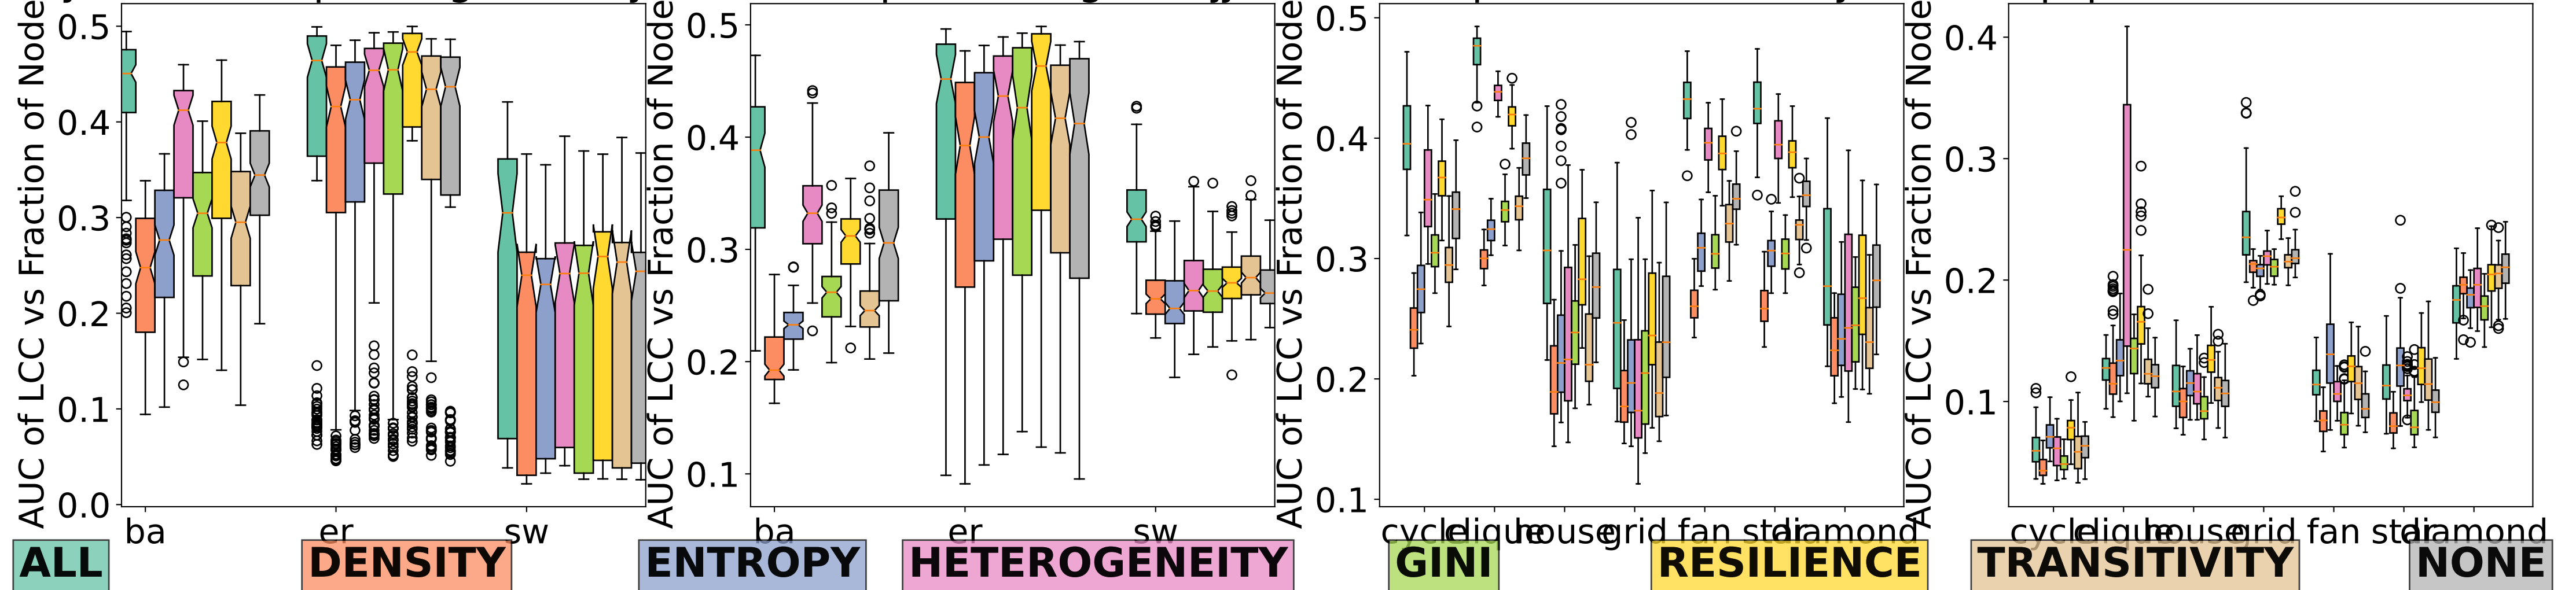 AUC of LCC vs Fraction of Node
0.5
0.4
0.3
0.2
0.1
0.0
ba er sw
AUC of LCC vs Fraction of Node
0.5
0.4
0.3
0.2
0.1
ba er sw
AUC of LCC vs Fraction of Node
0.5
0.4
0.3
0.2
0.1
cycle clique house grid fan star diamond
AUC of LCC vs Fraction of Node
0.4
0.3
0.2
0.1
cycle clique house grid fan star diamond
ALL DENSITY ENTROPY HETEROGENEITY GINI RESILIENCE TRANSITIVITY NONE